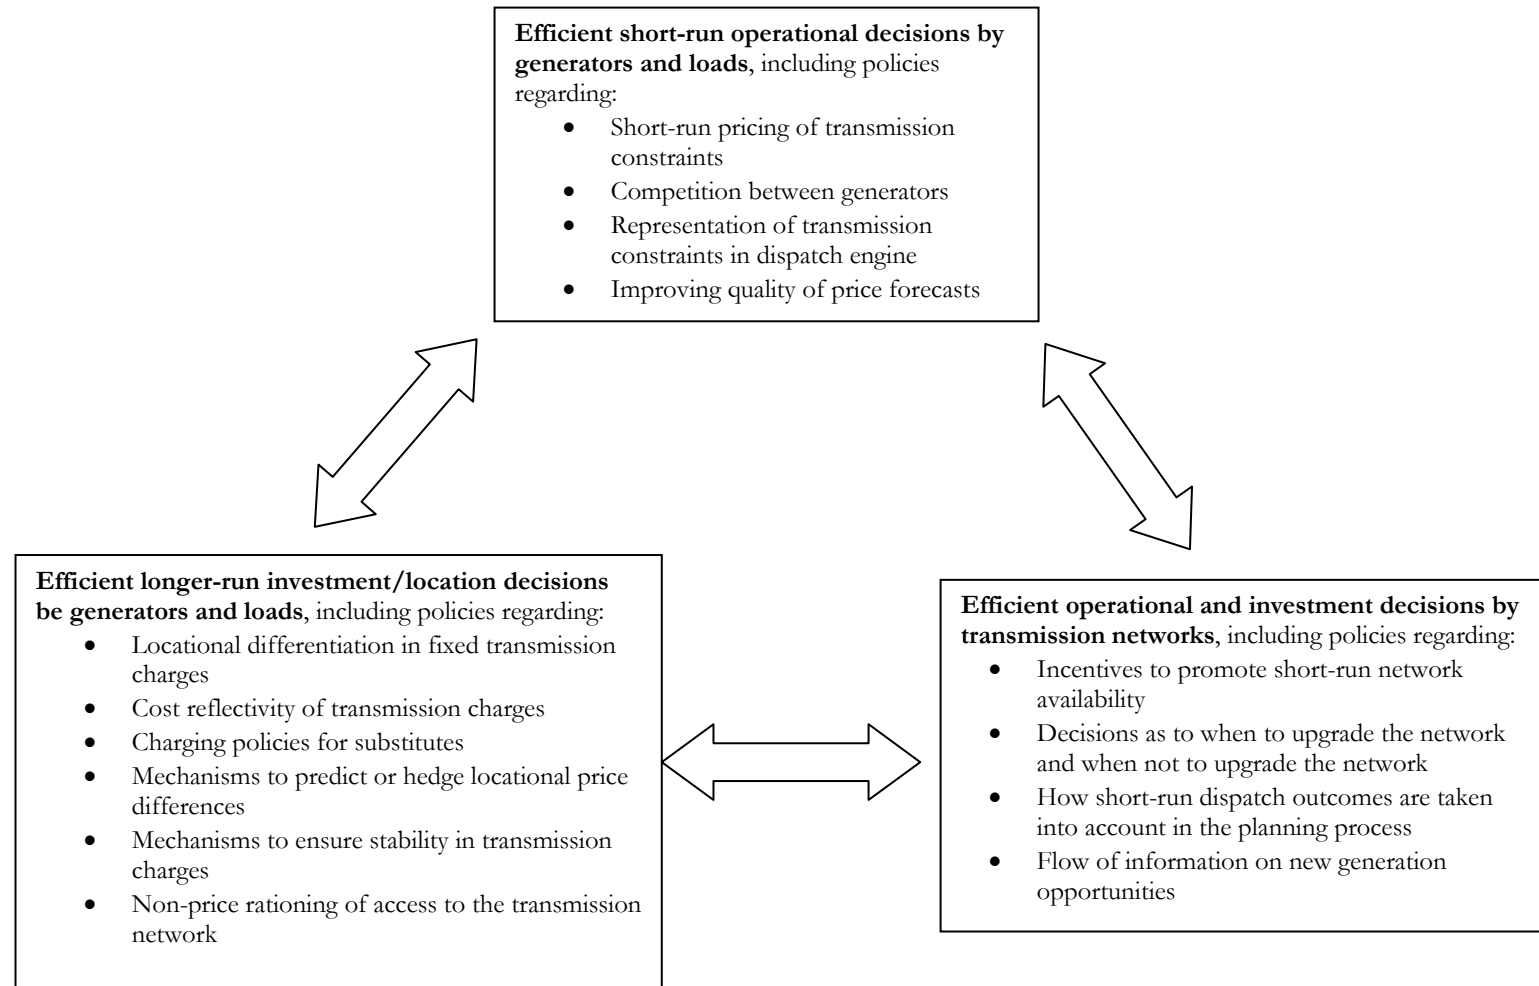 Efficient short-run operational decisions by
generators and loads, including policies
regarding:
• Short-run pricing of transmission
constraints
• Competition between generators
• Representation of transmission
constraints in dispatch engine
• Improving quality of price forecasts
Efficient longer-run investment/location decisions
be generators and loads, including policies regarding:
• Locational differentiation in fixed transmission
charges
• Cost reflectivity of transmission charges
• Charging policies for substitutes
• Mechanisms to predict or hedge locational price
differences
• Mechanisms to ensure stability in transmission
charges
• Non-price rationing of access to the transmission
network
Efficient operational and investment decisions by
transmission networks, including policies regarding:
• Incentives to promote short-run network
availability
• Decisions as to when to upgrade the network
and when not to upgrade the network
• How short-run dispatch outcomes are taken
into account in the planning process
• Flow of information on new generation
opportunities